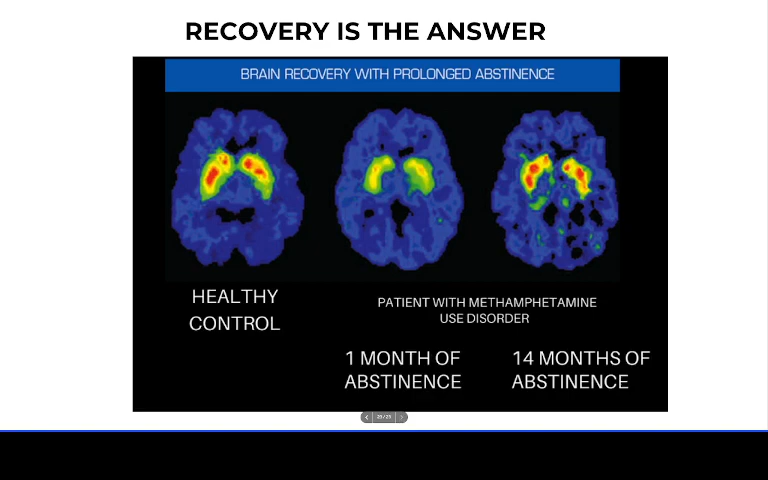 RECOVERY IS THE ANSWER
BRAIN RECOVERY WITH PROLONGED ABSTINENCE
HEALTHY
CONTROL
PATIENT WITH METHAMPHETAMINE
USE DISORDER
1 MONTH OF
ABSTINENCE
14 MONTHS OF
ABSTINENCE